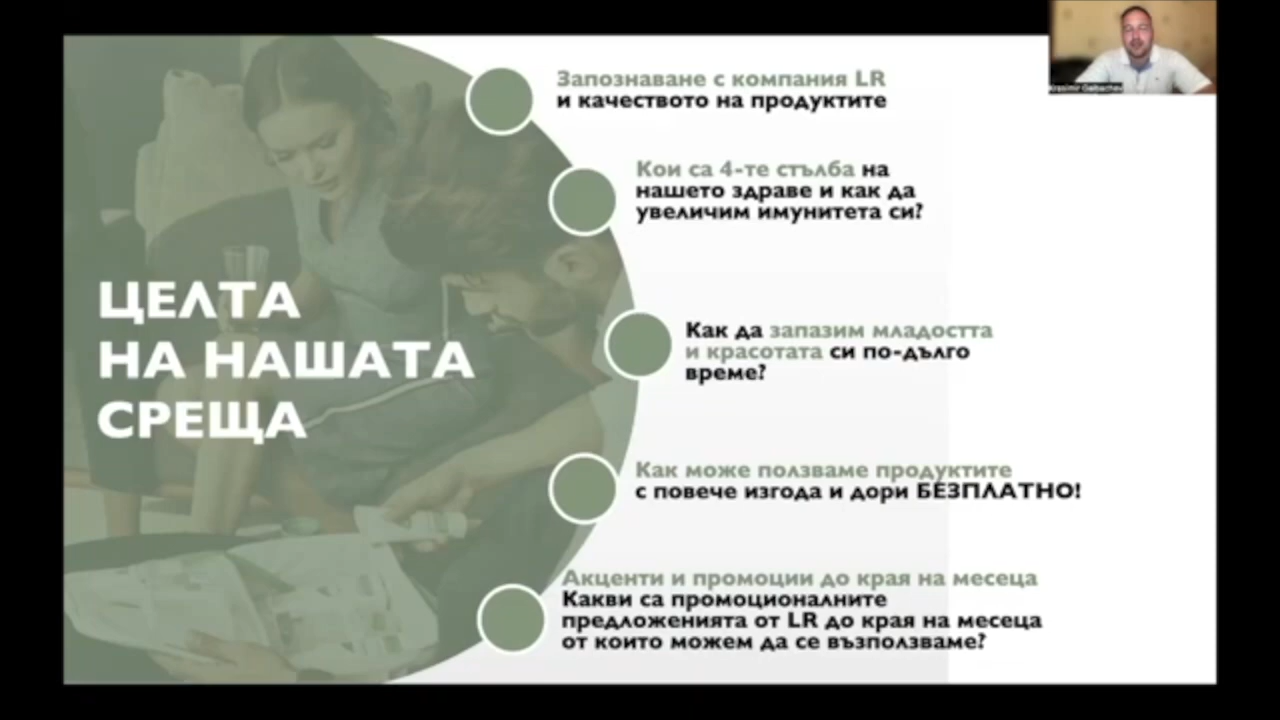 ЦЕЛТА
НА НАШАТА
СРЕЩА
Запознаване с компания LR
и качеството на продуктите
Кои са 4-те стълба на
нашето здраве и как да
увеличим имунитета си?
Как да запазим младостта
и красотата си по-дълго
време?
Как може ползваме продуктите
с повече изгода и дори БЕЗПЛАТНО!
Акценти и промоции до края на месеца
Какви са промоционалните
предложенията от LR до края на месеца
от които можем да се възползваме?